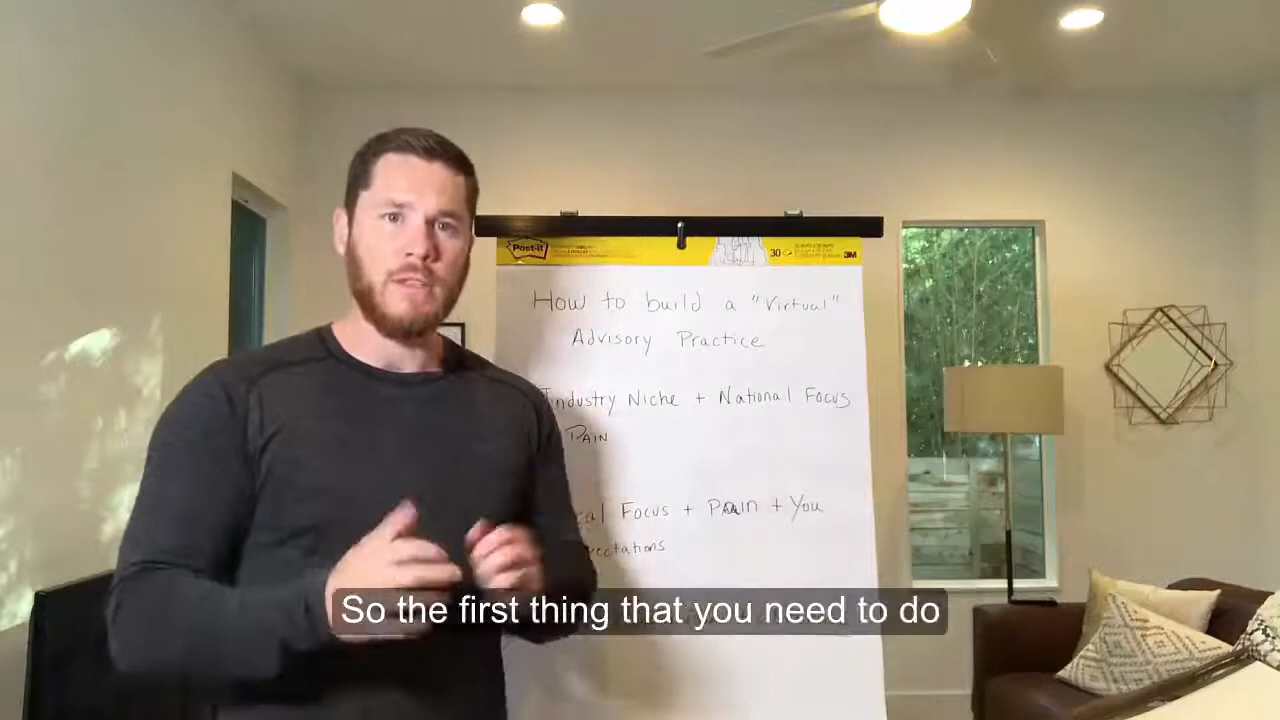 Post-it
30
3M
How to build a "Virtual"
Advisory Practice
Industry Niche + National Focus
PAIN
Focus + PAIN + You
So the first thing that you need to do